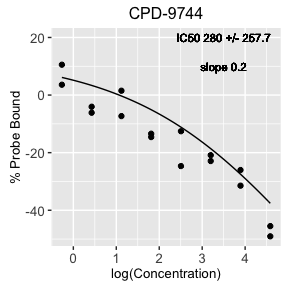 CPD-9744
IC50 280 +/- 257.7
slope 0.2
% Probe Bound
20
0
-20
-40
0
1
2
3
4
log(Concentration)